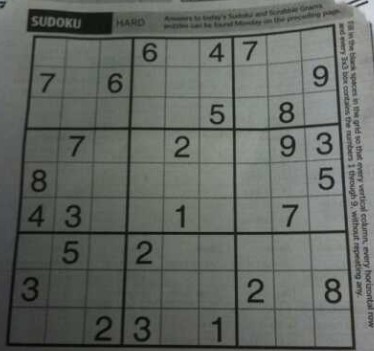 SUDOKU HARD Answers to today's Sudoku and Scribble Grams
puzzles can be found Monday on the preceding page.
6 4 7
7 6 9
5 8
7 2 9 3
8 5
4 3 1 7
5 2
3 2 8
2 3 1
Fill in the blank spaces in the grid so that every vertical column, every horizontal row
and every 3x3 box contains the numbers 1 through 9, without repeating any.